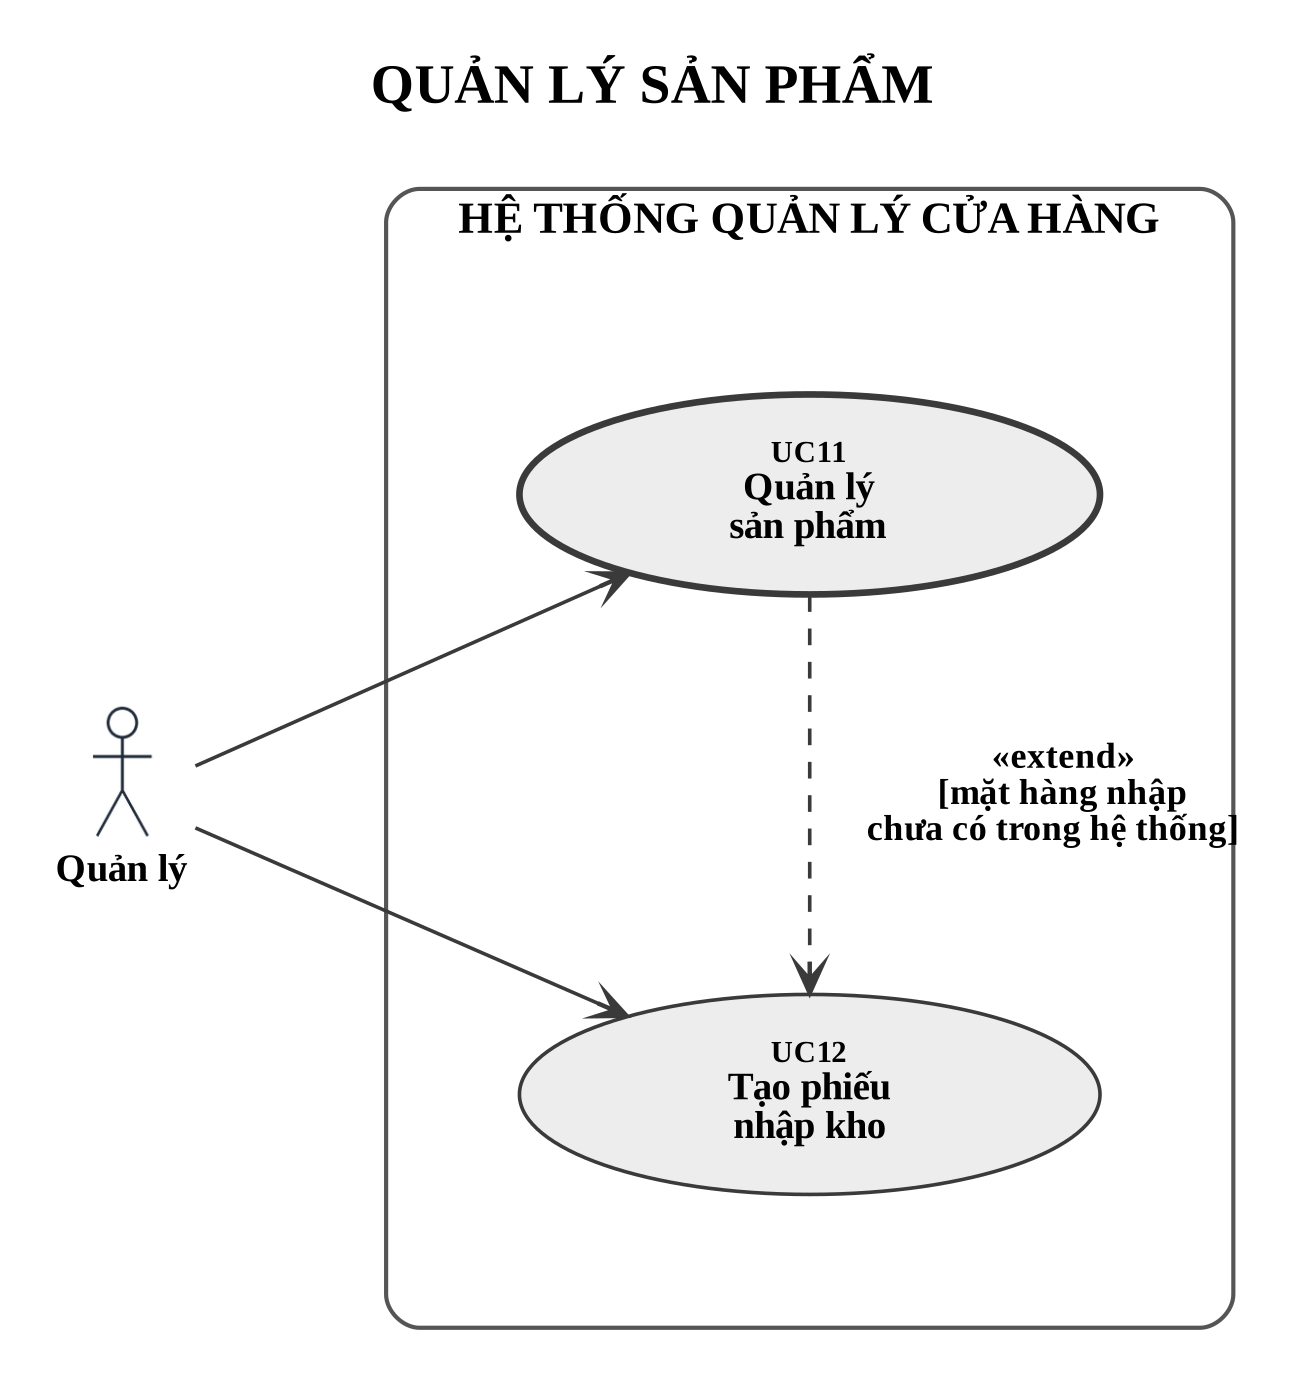 QUẢN LÝ SẢN PHẨM
HỆ THỐNG QUẢN LÝ CỬA HÀNG
UC11
Quản lý
sản phẩm
«extend»
[mặt hàng nhập
chưa có trong hệ thống]
Quản lý
UC12
Tạo phiếu
nhập kho